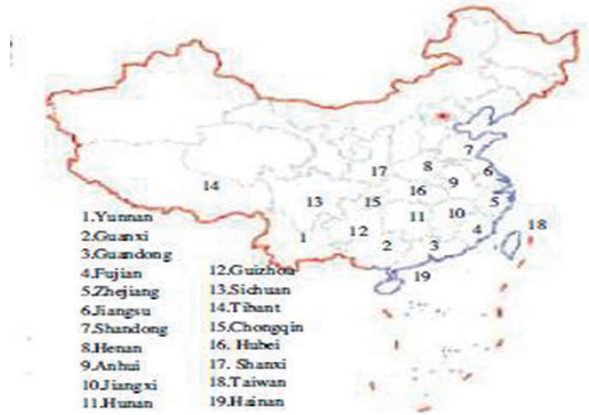 17
8
7
9
6
14
13
15
16
5
11
10
12
4
18
1
2
3
19
1.Yunnan
2.Guanxi
3.Guandong
4.Fujian
5.Zhejiang
6.Jiangsu
7.Shandong
8.Henan
9.Anhui
10.Jiangxi
11.Hunan
12.Guizhou
13.Sichuan
14.Tibant
15.Chongqin
16. Hubei
17. Shanxi
18.Taiwan
19.Hainan